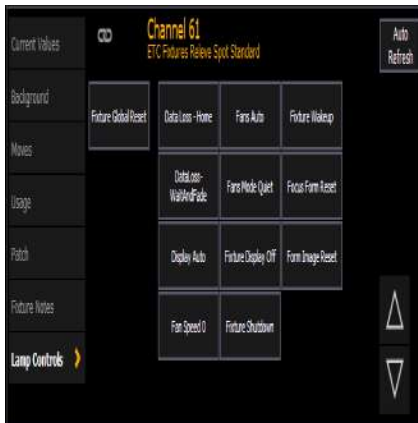 Current Values
Background
Moves
Usage
Patch
Fixture Notes
Lamp Controls
Channel 61
ETC Fixtures Relevé Spot Standard
Auto
Refresh
Fixture Global Reset
Data Loss - Home
Fans Auto
Fixture Wakeup
DataLoss-
WaitAndFade
Fans Mode Quiet
Focus Form Reset
Display Auto
Fixture Display Off
Form Image Reset
Fan Speed 0
Fixture Shutdown